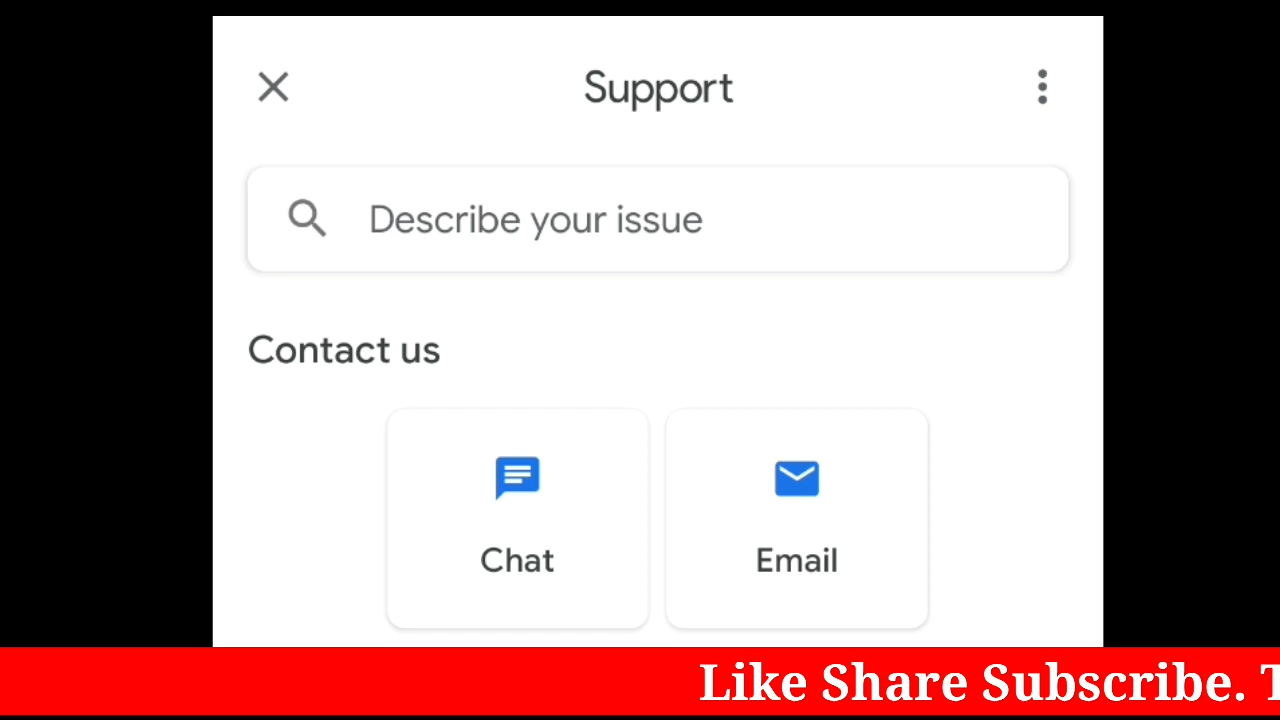 Support
Describe your issue
Contact us
Chat Email
Like Share Subscribe. T